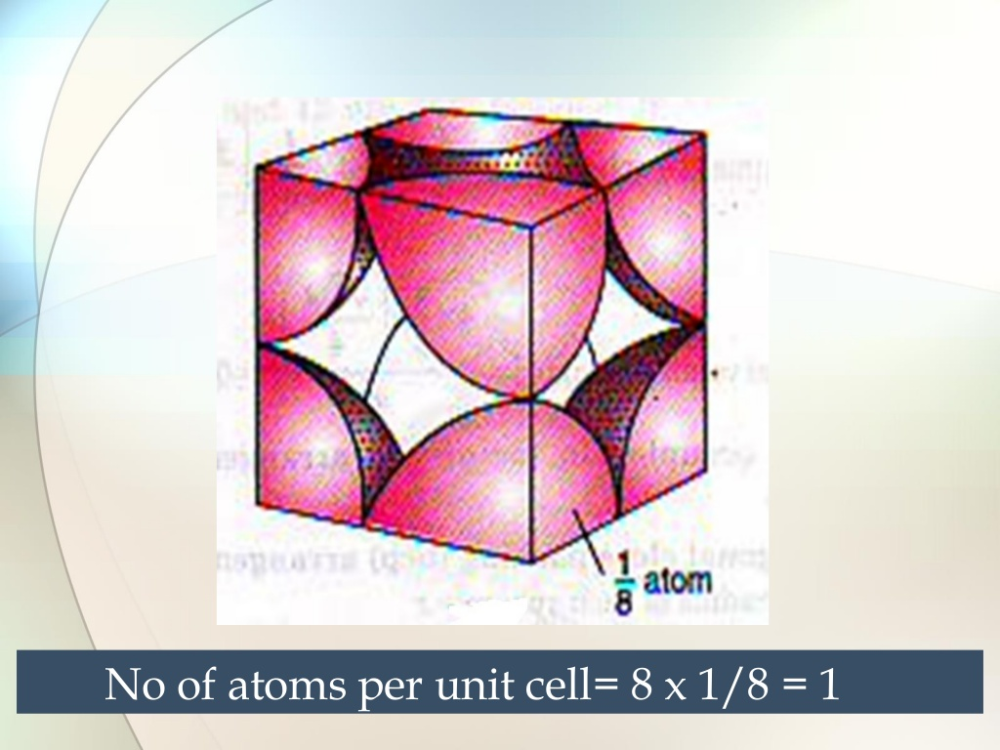 1/8 atom
No of atoms per unit cell= 8 x 1/8 = 1